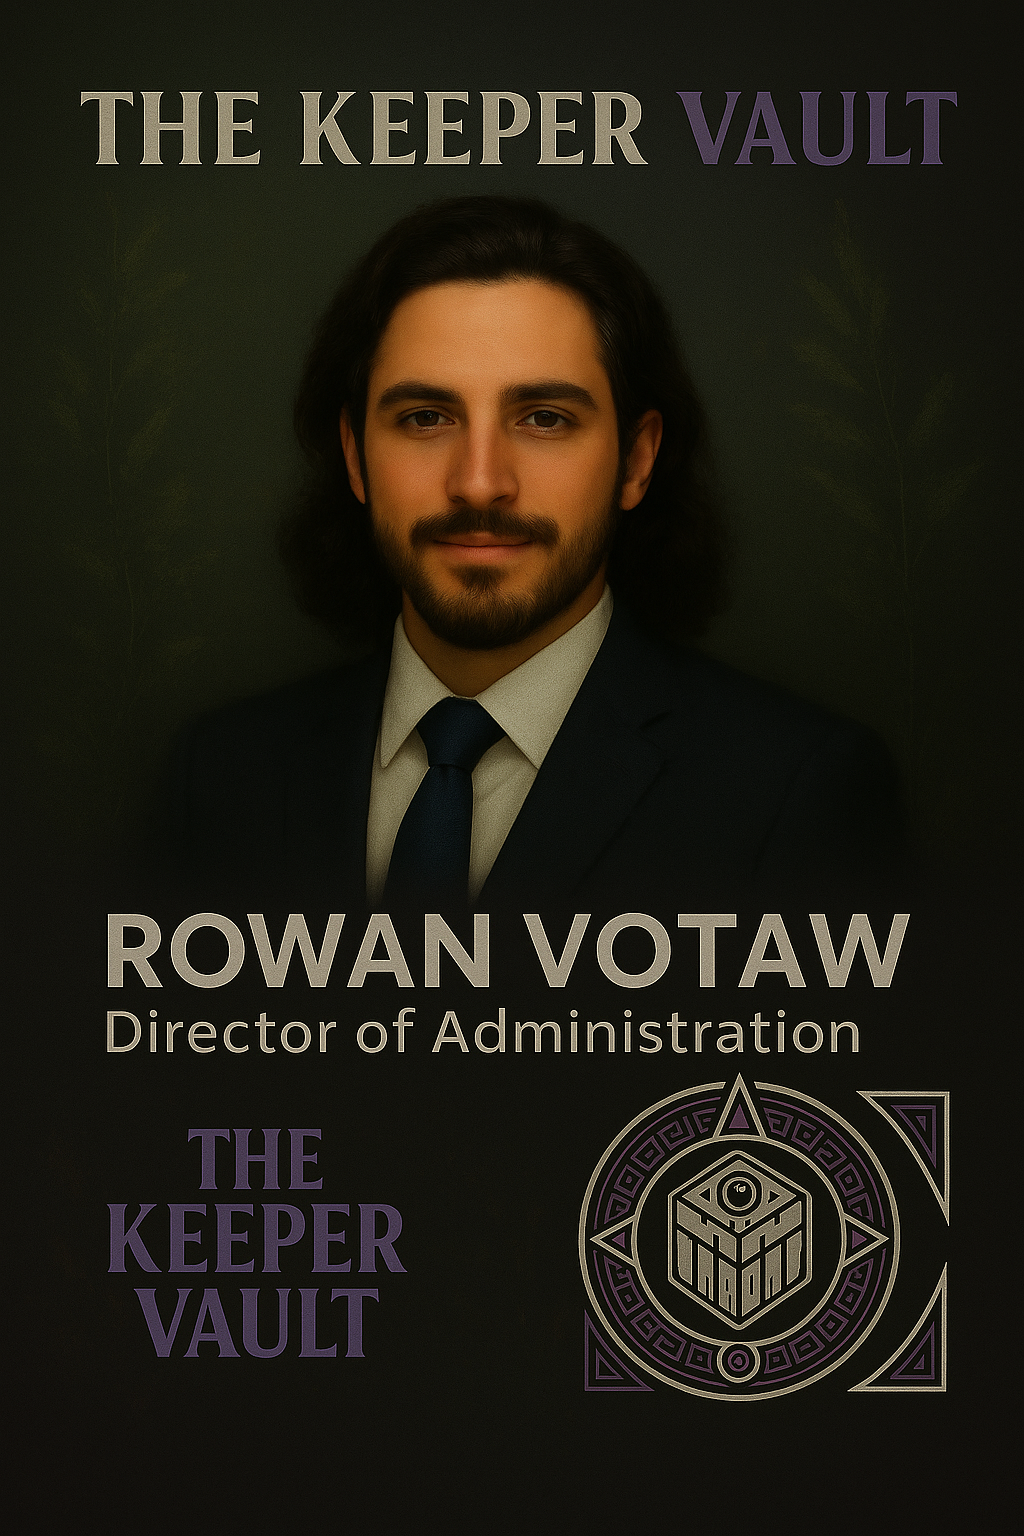 THE KEEPER VAULT
ROWAN VOTAW
Director of Administration
THE
KEEPER
VAULT